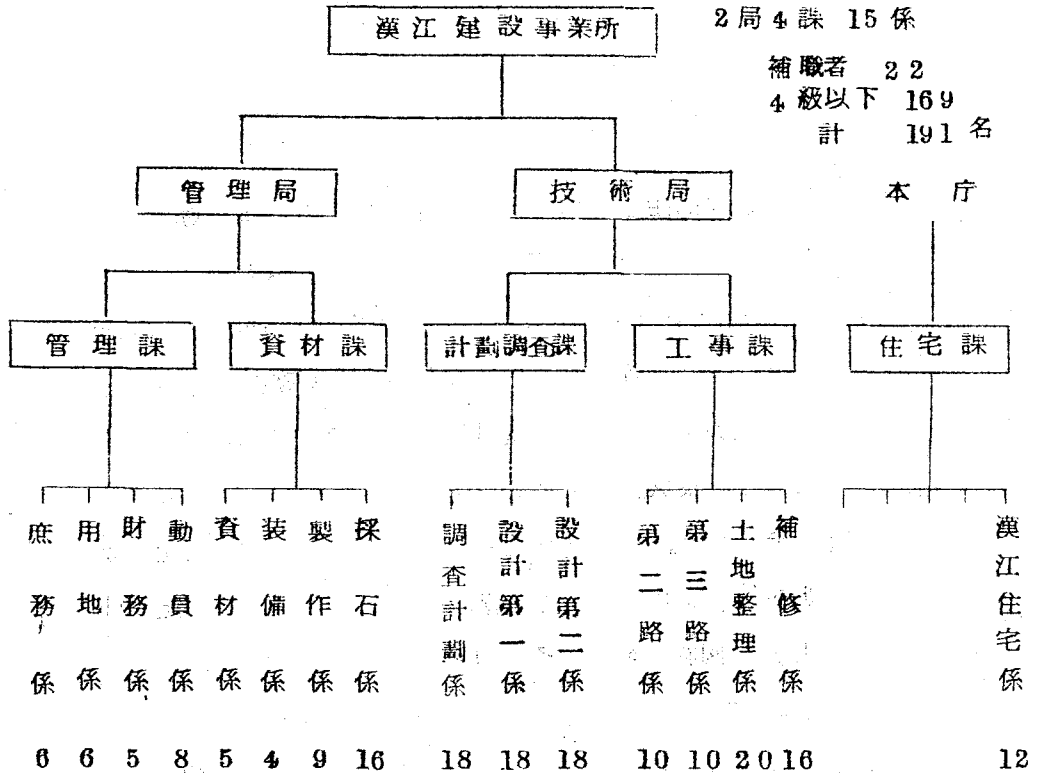 漢江建設事業所
2局4課 15係
補職者 22
4級以下 169
計 191名
管理局
技術局
本庁
管理課
資材課
計劃調査課
工事課
住宅課
庶務係
用地係
財務係
動員係
資材係
装備係
製作係
採石係
調査計劃係
設計第一係
設計第二係
第二路係
第三路係
土地整理係
補修係
漢江住宅係
6 6 5 8 5 4 9 16 18 18 18 10 10 20 16 12